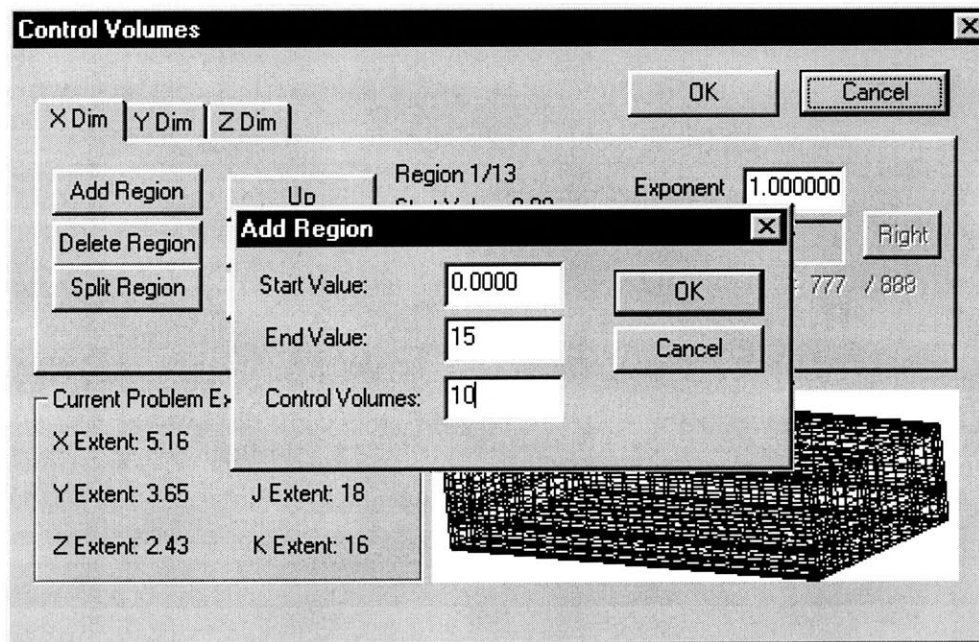 Control Volumes
OK
Cancel
X Dim
Y Dim
Z Dim
Add Region
Delete Region
Split Region
Up
Region 1/13
Exponent
1.000000
Right
777 / 888
Add Region
Start Value:
0.0000
End Value:
15
Control Volumes:
10
OK
Cancel
Current Problem
X Extent: 5.16
Y Extent: 3.65
J Extent: 18
Z Extent: 2.43
K Extent: 16